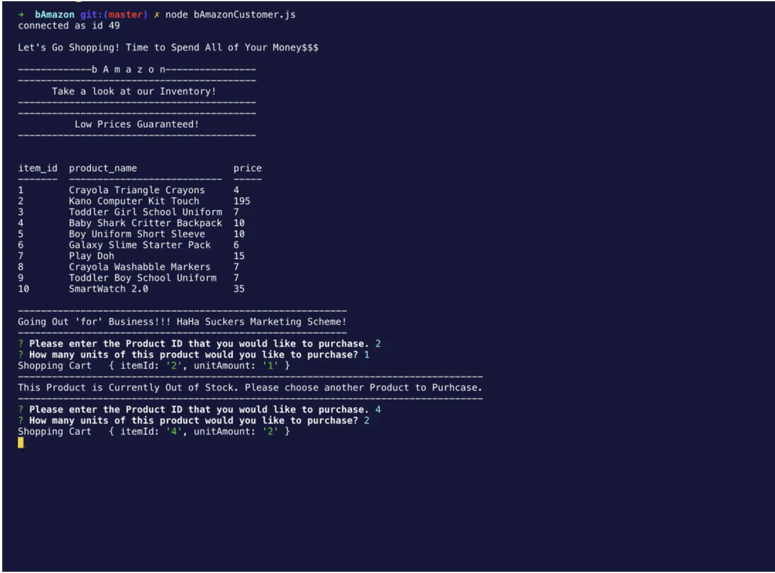 → bAmazon git:(master) ✗ node bAmazonCustomer.js
connected as id 49
Let's Go Shopping! Time to Spend All of Your Money$$$
-------------b A m a z o n----------------
------------------------------------------
Take a look at our Inventory!
------------------------------------------
------------------------------------------
Low Prices Guaranteed!
------------------------------------------
item_id product_name price
------- --------------------------- -----
1 Crayola Triangle Crayons 4
2 Kano Computer Kit Touch 195
3 Toddler Girl School Uniform 7
4 Baby Shark Critter Backpack 10
5 Boy Uniform Short Sleeve 10
6 Galaxy Slime Starter Pack 6
7 Play Doh 15
8 Crayola Washabble Markers 7
9 Toddler Boy School Uniform 7
10 SmartWatch 2.0 35
----------------------------------------------------------
Going Out 'for' Business!!! HaHa Suckers Marketing Scheme!
----------------------------------------------------------
? Please enter the Product ID that you would like to purchase. 2
? How many units of this product would you like to purchase? 1
Shopping Cart { itemId: '2', unitAmount: '1' }
----------------------------------------------------------------------------------
This Product is Currently Out of Stock. Please choose another Product to Purhcase.
----------------------------------------------------------------------------------
? Please enter the Product ID that you would like to purchase. 4
? How many units of this product would you like to purchase? 2
Shopping Cart { itemId: '4', unitAmount: '2' }